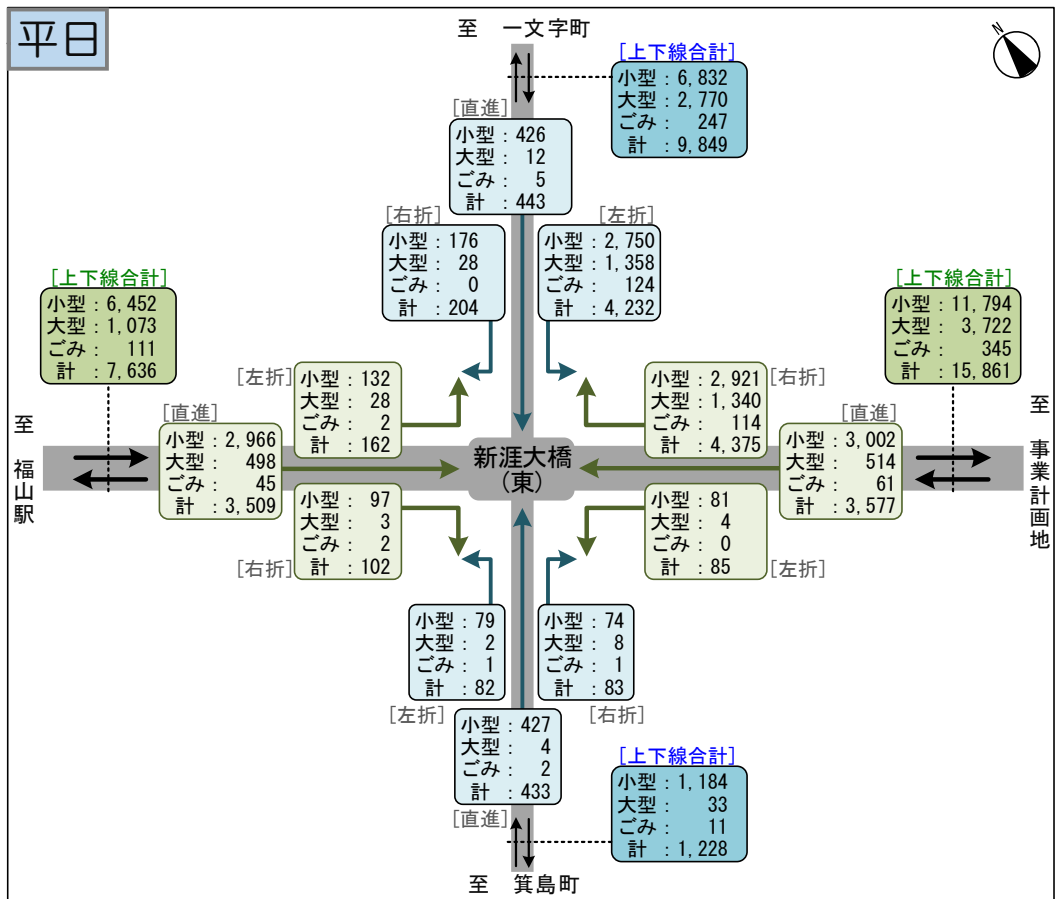 平日
至 一文字町
N
[上下線合計]
小型：6,832
大型：2,770
ごみ： 247
計 ：9,849
[直進]
小型：426
大型： 12
ごみ： 5
計 ：443
[右折]
小型：176
大型： 28
ごみ： 0
計 ：204
[左折]
小型：2,750
大型：1,358
ごみ： 124
計 ：4,232
[上下線合計]
小型：6,452
大型：1,073
ごみ： 111
計 ：7,636
[上下線合計]
小型：11,794
大型： 3,722
ごみ： 345
計 ：15,861
[左折]
小型：132
大型： 28
ごみ： 2
計 ：162
小型：2,921
大型：1,340
ごみ： 114
計 ：4,375
[右折]
至 福山駅
[直進]
小型：2,966
大型： 498
ごみ： 45
計 ：3,509
新涯大橋
(東)
[直進]
小型：3,002
大型： 514
ごみ： 61
計 ：3,577
至 事業計画地
小型： 97
大型： 3
ごみ： 2
計 ：102
[右折]
小型：81
大型： 4
ごみ： 0
計 ：85
[左折]
小型：79
大型： 2
ごみ： 1
計 ：82
[左折]
小型：74
大型： 8
ごみ： 1
計 ：83
[右折]
小型：427
大型： 4
ごみ： 2
計 ：433
[直進]
[上下線合計]
小型：1,184
大型： 33
ごみ： 11
計 ：1,228
至 箕島町